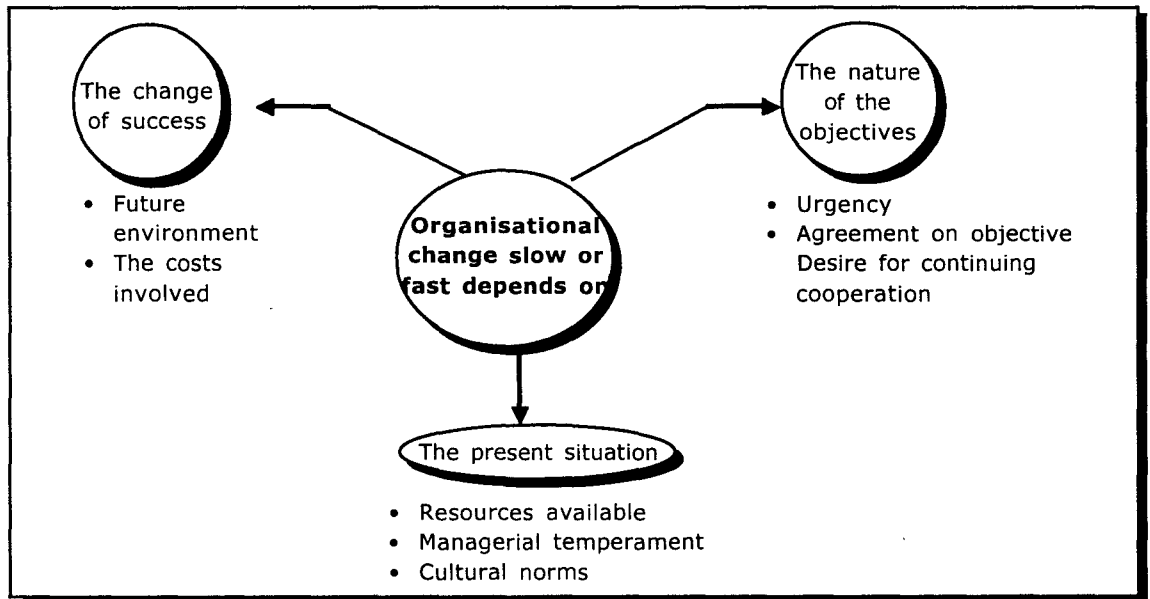 The change
of success
• Future
environment
• The costs
involved
The nature
of the
objectives
• Urgency
• Agreement on objective
Desire for continuing
cooperation
Organisational
change slow or
fast depends on
The present situation
• Resources available
• Managerial temperament
• Cultural norms